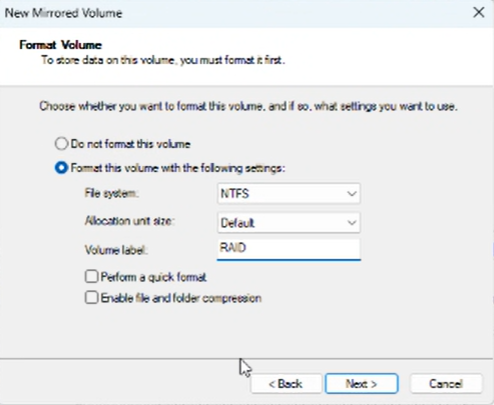 New Mirrored Volume
Format Volume
To store data on this volume, you must format it first.
Choose whether you want to format this volume, and if so, what settings you want to use.
Do not format this volume
Format this volume with the following settings:
File system: NTFS
Allocation unit size: Default
Volume label: RAID
Perform a quick format
Enable file and folder compression
< Back Next > Cancel